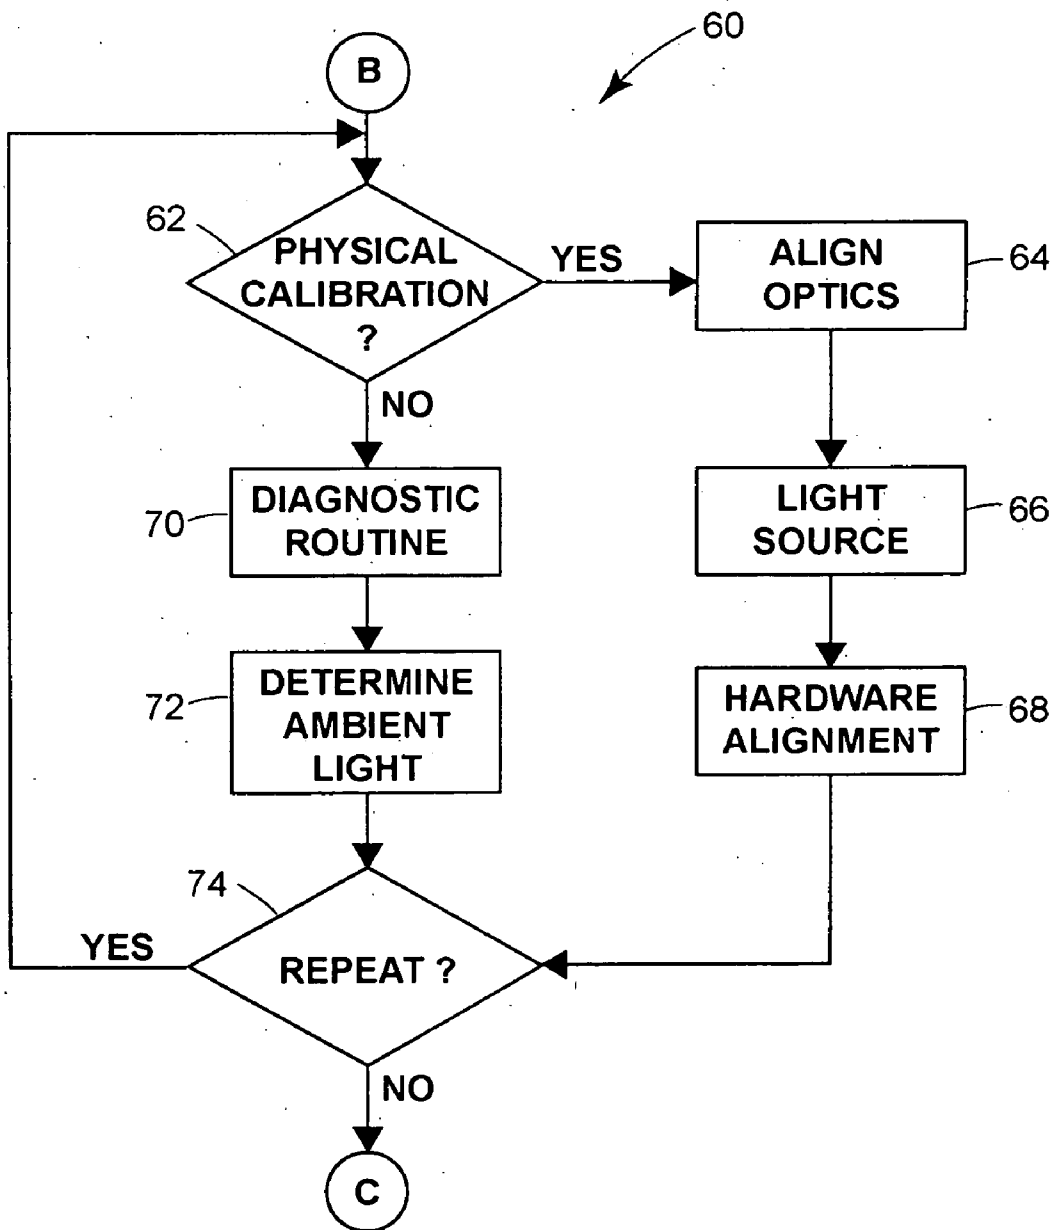 60
B
62
PHYSICAL
CALIBRATION
?
YES
ALIGN
OPTICS
64
NO
70
DIAGNOSTIC
ROUTINE
LIGHT
SOURCE
66
72
DETERMINE
AMBIENT
LIGHT
HARDWARE
ALIGNMENT
68
74
YES
REPEAT ?
NO
C